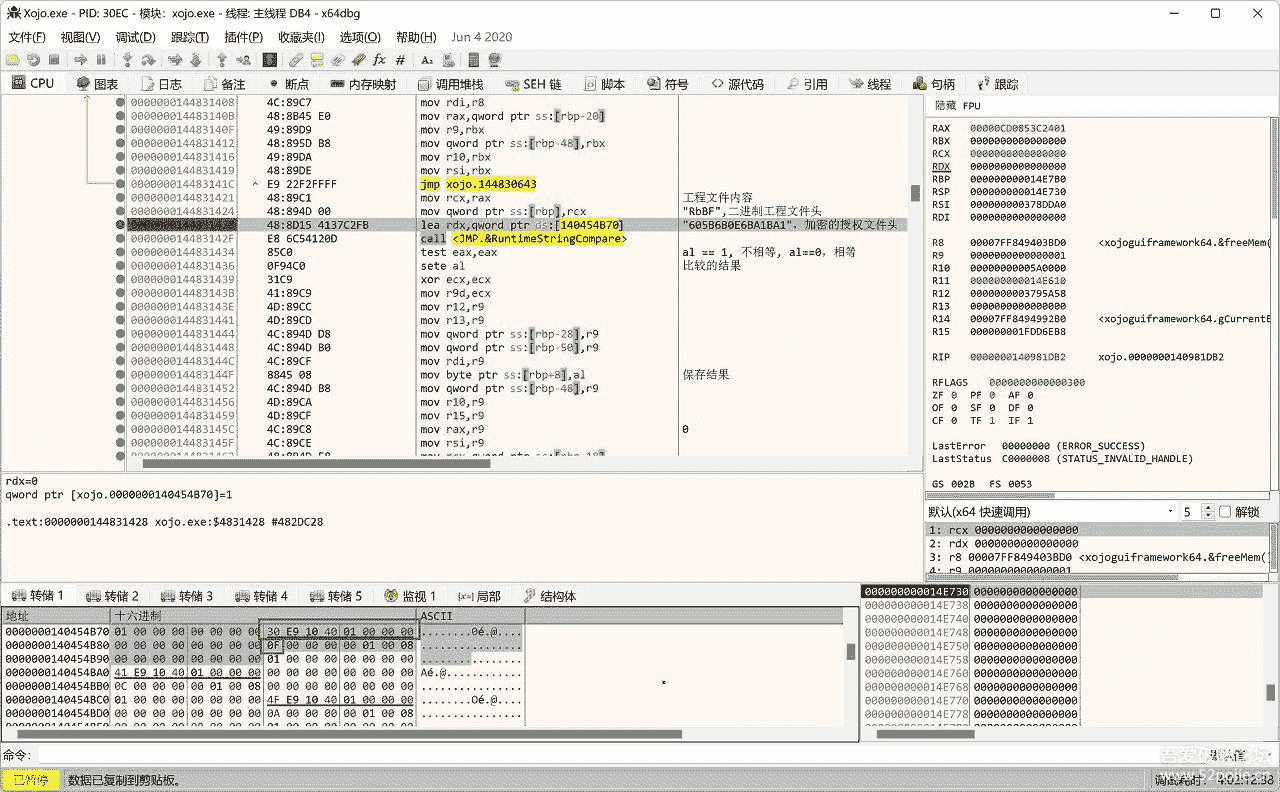 Xojo.exe - PID: 30EC - 模块: xojo.exe - 线程: 主线程 DB4 - x64dbg
文件(F) 视图(V) 调试(D) 跟踪(T) 插件(P) 收藏夹(I) 选项(O) 帮助(H) Jun 4 2020
CPU 图表 日志 备注 断点 内存映射 调用堆栈 SEH 链 脚本 符号 源代码 引用 线程 句柄 跟踪
0000000144831408 4C:89C7 mov rdi,r8
000000014483140B 48:8B45 E0 mov rax,qword ptr ss:[rbp-20]
000000014483140F 49:89D9 mov r9,rbx
0000000144831412 48:895D B8 mov qword ptr ss:[rbp-48],rbx
0000000144831416 49:89DA mov r10,rbx
0000000144831419 48:89DE mov rsi,rbx
000000014483141C ^ E9 22F2FFFF jmp xojo.144830643
0000000144831421 48:89C1 mov rcx,rax 工程文件内容
0000000144831424 48:894D 00 mov qword ptr ss:[rbp],rcx "RbBF",二进制工程文件头
0000000144831428 48:8D15 4137C2FB lea rdx,qword ptr ds:[140454B70] "605B6B0E6BA1BA1", 加密的授权文件头
000000014483142F E8 6C54120D call <JMP.&RuntimeStringCompare>
0000000144831434 85C0 test eax,eax al == 1, 不相等, al==0, 相等
0000000144831436 0F94C0 sete al 比较的结果
0000000144831439 31C9 xor ecx,ecx
000000014483143B 41:89C9 mov r9d,ecx
000000014483143E 4D:89CC mov r12,r9
0000000144831441 4D:89CD mov r13,r9
0000000144831444 4C:894D D8 mov qword ptr ss:[rbp-28],r9
0000000144831448 4C:894D B0 mov qword ptr ss:[rbp-50],r9
000000014483144C 4C:89CF mov rdi,r9
000000014483144F 8845 08 mov byte ptr ss:[rbp+8],al 保存结果
0000000144831452 4C:894D B8 mov qword ptr ss:[rbp-48],r9
0000000144831456 4D:89CA mov r10,r9
0000000144831459 4D:89CF mov r15,r9
000000014483145C 4C:89C8 mov rax,r9 0
000000014483145F 4C:89CE mov rsi,r9
隐藏 FPU
RAX 00000CD0853C2401
RBX 0000000000000000
RCX 0000000000000000
RDX 0000000000000000
RBP 000000000014E7B0
RSP 000000000014E730
RSI 00000000378DDA0
RDI 0000000000000000
R8 00007FF849403BD0 <xojoguiframework64.&freeMem(
R9 0000000000000001
R10 00000000005A0000
R11 000000000014E610
R12 0000000003795A58
R13 0000000000000000
R14 00007FF8494992B0 <xojoguiframework64.gCurrentE
R15 000000001FDD6EB8
RIP 0000000140981DB2 xojo.0000000140981DB2
RFLAGS 0000000000000300
ZF 0 PF 0 AF 0
OF 0 SF 0 DF 0
CF 0 TF 1 IF 1
LastError 00000000 (ERROR_SUCCESS)
LastStatus C0000008 (STATUS_INVALID_HANDLE)
GS 002B FS 0053
rdx=0
qword ptr [xojo.0000000140454B70]=1
.text:0000000144831428 xojo.exe:$4831428 #482DC28
默认(x64 快速调用) 5 解锁
1: rcx 0000000000000000
2: rdx 0000000000000000
3: r8 00007FF849403BD0 <xojoguiframework64.&freeMem(
4: r9 0000000000000001
转储 1 转储 2 转储 3 转储 4 转储 5 监视 1 [x=] 局部 结构体
地址 十六进制 ASCII
0000000140454B70 01 00 00 00 00 00 00 00 30 E9 10 40 01 00 00 00 ........0é.@....
0000000140454B80 00 00 00 00 00 00 00 00 0F 00 00 00 00 01 00 08 ................
0000000140454B90 00 00 00 00 00 00 00 00 01 00 00 00 00 00 00 00 ................
0000000140454BA0 41 E9 10 40 01 00 00 00 00 00 00 00 00 00 00 00 Aé.@............
0000000140454BB0 0C 00 00 00 00 01 00 08 00 00 00 00 00 00 00 00 ................
0000000140454BC0 01 00 00 00 00 00 00 00 4F E9 10 40 01 00 00 00 ........Oé.@....
0000000140454BD0 00 00 00 00 00 00 00 00 0A 00 00 00 00 01 00 08 ................
000000000014E730 0000000000000000
000000000014E738 0000000000000000
000000000014E740 0000000000000000
000000000014E748 0000000000000000
000000000014E750 0000000000000000
000000000014E758 0000000000000000
000000000014E760 0000000000000000
000000000014E768 0000000000000000
000000000014E770 0000000000000000
000000000014E778 0000000000000000
命令: 默认值
已暂停 数据已复制到剪贴板。 调试耗时: 4:02:12:38
吾爱破解论坛
www.52pojie.cn